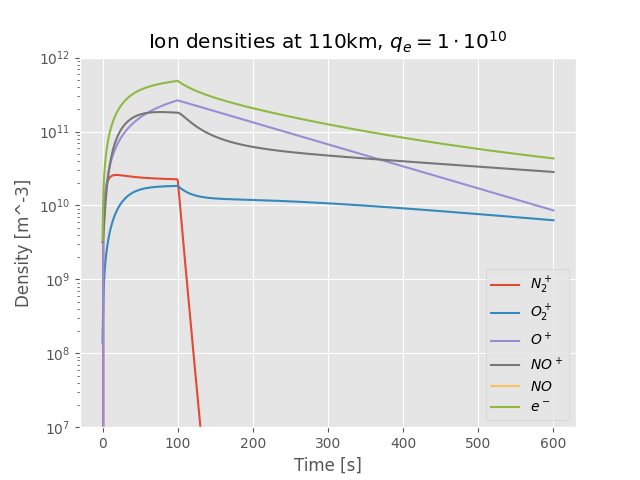 Ion densities at 110km, $q_e = 1 \cdot 10^{10}$
Density [m^-3]
$10^{12}$
$10^{11}$
$10^{10}$
$10^{9}$
$10^{8}$
$10^{7}$
0 100 200 300 400 500 600
Time [s]
$N_2^+$
$O_2^+$
$O^+$
$NO^+$
$NO$
$e^-$